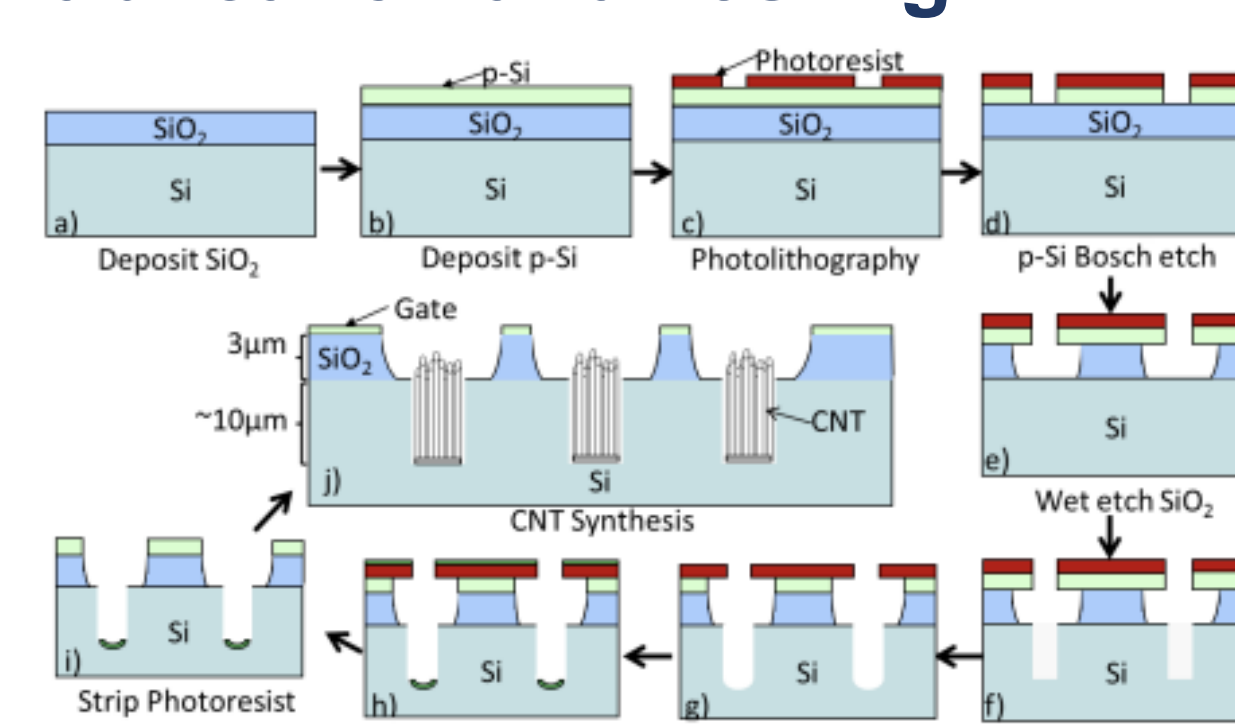 p-Si
Photoresist
SiO₂
SiO₂
SiO₂
SiO₂
Si
Si
Si
Si
a)
b)
c)
d)
Deposit SiO₂
Deposit p-Si
Photolithography
p-Si Bosch etch
Gate
3μm
SiO₂
~10μm
CNT
Si
j)
Si
e)
CNT Synthesis
Wet etch SiO₂
Si
i)
Si
h)
Si
g)
Si
f)
Strip Photoresist